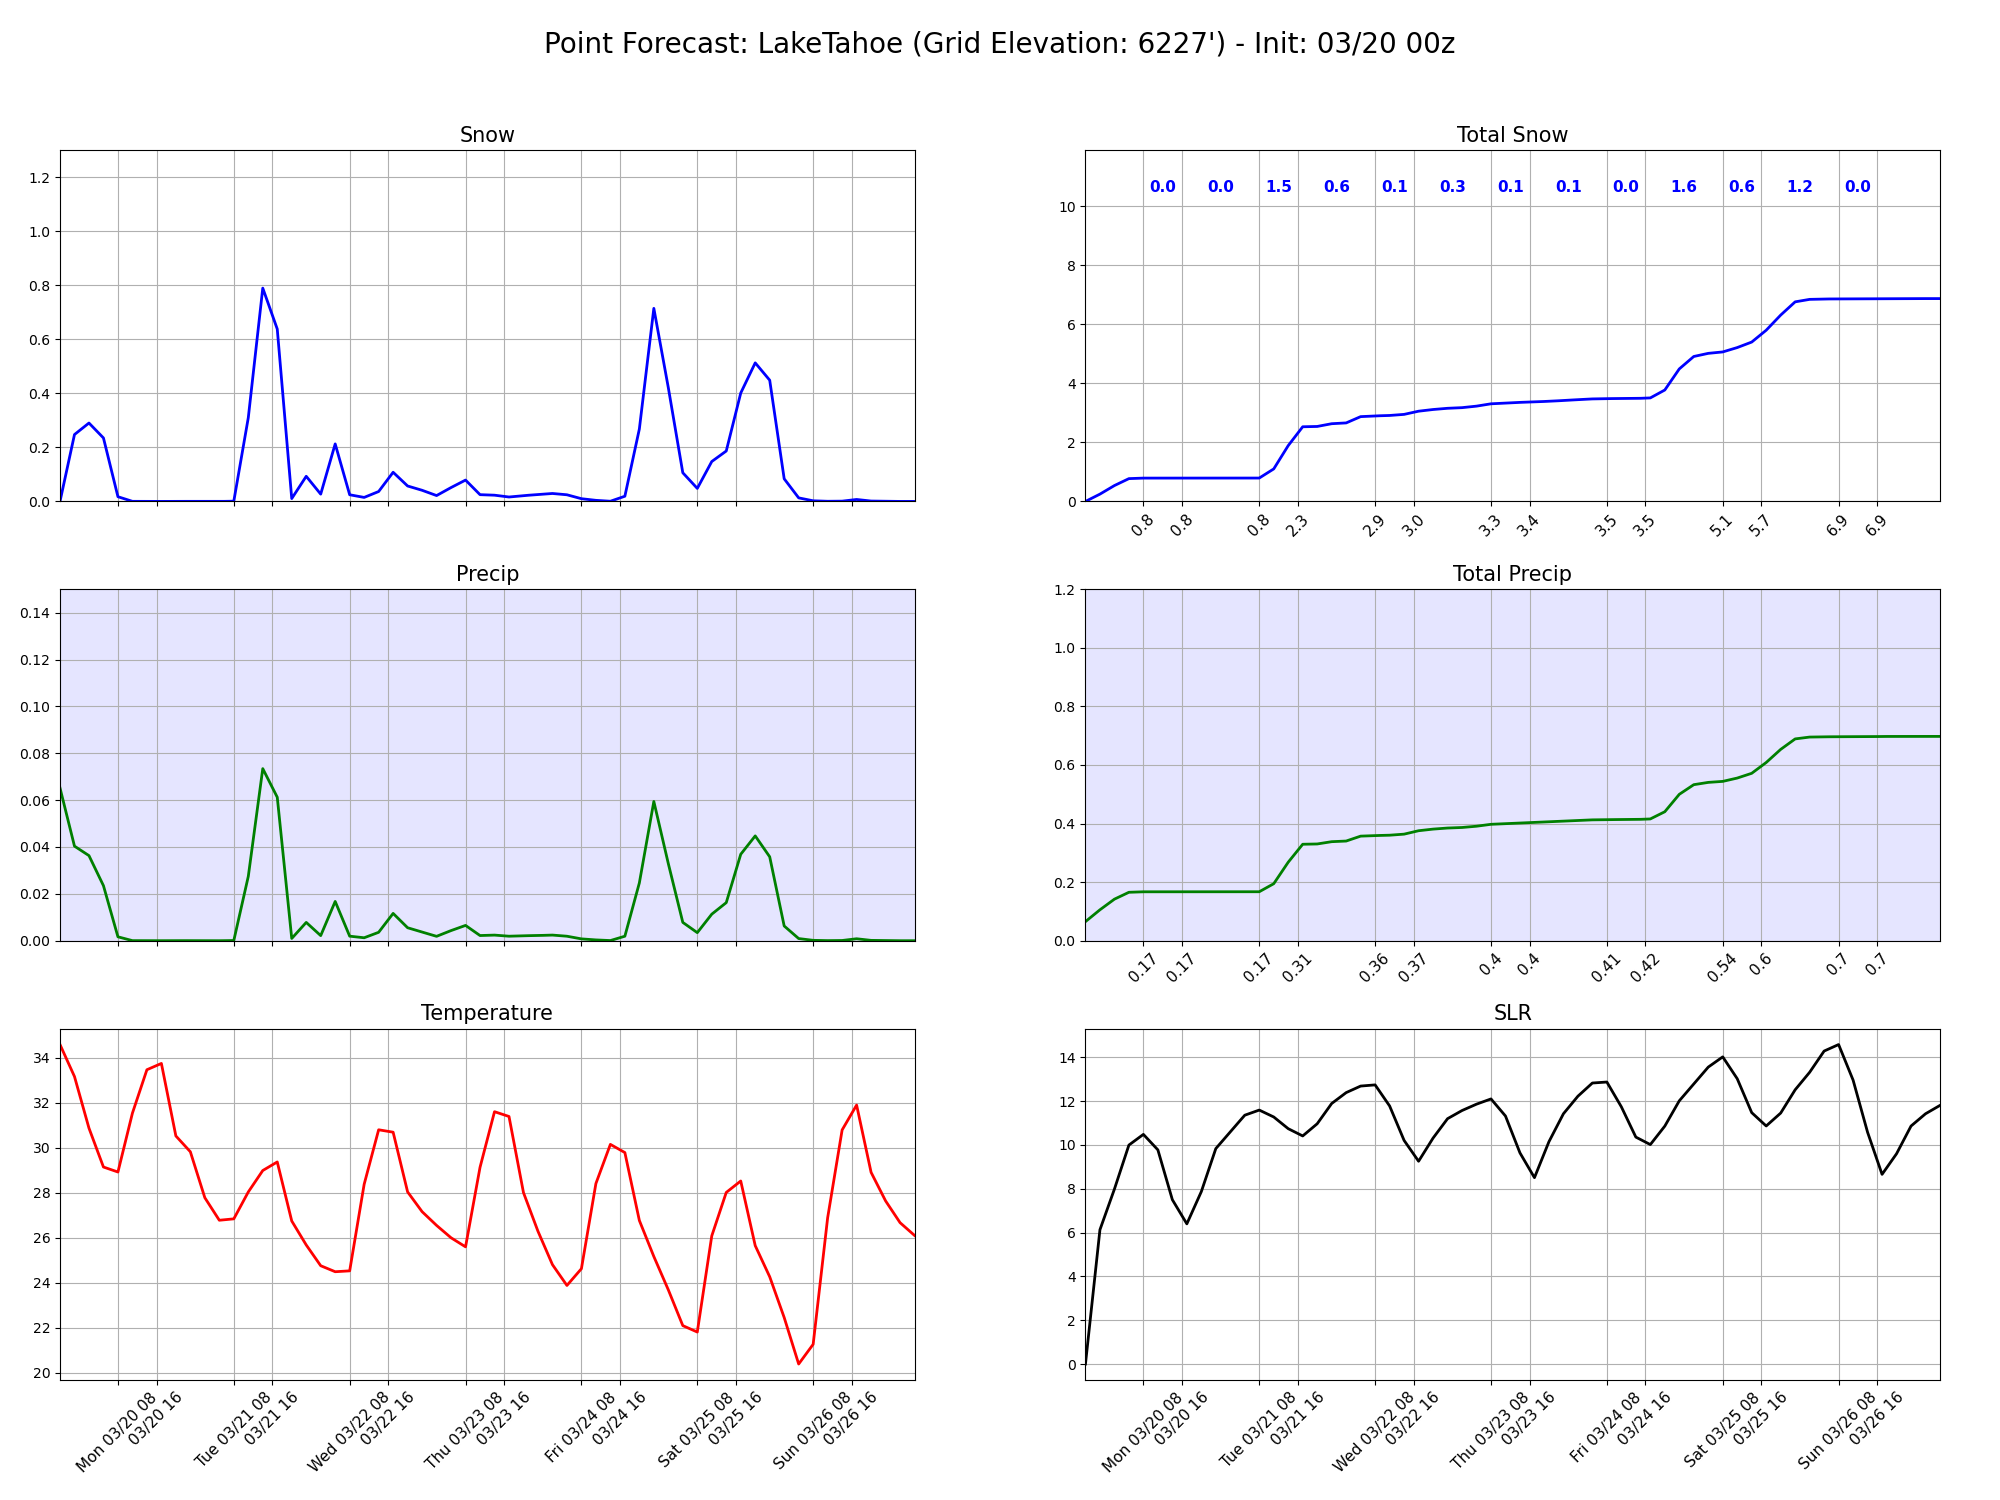 Point Forecast: LakeTahoe (Grid Elevation: 6227') - Init: 03/20 00z
Snow
1.2
1.0
0.8
0.6
0.4
0.2
0.0
Total Snow
0.0 0.0 1.5 0.6 0.1 0.3 0.1 0.1 0.0 1.6 0.6 1.2 0.0
10
8
6
4
2
0
0.8 0.8 0.8 2.3 2.9 3.0 3.3 3.4 3.5 3.5 5.1 5.7 6.9 6.9
Precip
0.14
0.12
0.10
0.08
0.06
0.04
0.02
0.00
Total Precip
1.2
1.0
0.8
0.6
0.4
0.2
0.0
0.17 0.17 0.17 0.31 0.36 0.37 0.4 0.4 0.41 0.42 0.54 0.6 0.7 0.7
Temperature
34
32
30
28
26
24
22
20
Mon 03/20 08
03/20 16
Tue 03/21 08
03/21 16
Wed 03/22 08
03/22 16
Thu 03/23 08
03/23 16
Fri 03/24 08
03/24 16
Sat 03/25 08
03/25 16
Sun 03/26 08
03/26 16
SLR
14
12
10
8
6
4
2
0
Mon 03/20 08
03/20 16
Tue 03/21 08
03/21 16
Wed 03/22 08
03/22 16
Thu 03/23 08
03/23 16
Fri 03/24 08
03/24 16
Sat 03/25 08
03/25 16
Sun 03/26 08
03/26 16